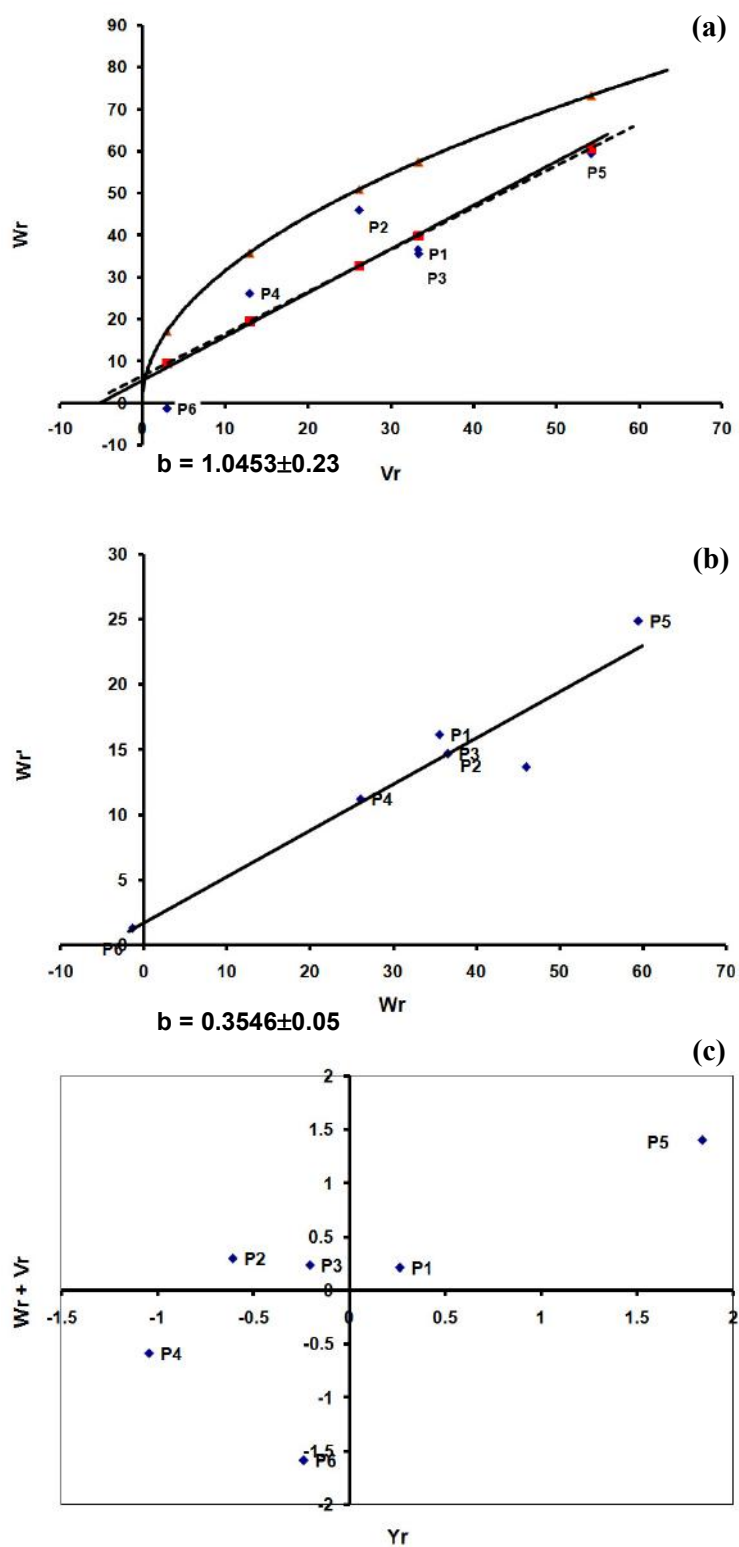 (a)
90
80
70
60
50
40
30
20
10
0
-10
Wr
P5
P2
P1
P3
P4
P6
-10 0 10 20 30 40 50 60 70
b = 1.0453±0.23
Vr
(b)
30
25
20
15
10
5
0
Wr'
P5
P1
P3
P2
P4
P6
-10 0 10 20 30 40 50 60 70
Wr
b = 0.3546±0.05
(c)
2
1.5
1
0.5
0
-0.5
-1
-1.5
-2
Wr + Vr
P5
P2
P3
P1
-1.5 -1 -0.5 0 0.5 1 1.5 2
P4
P6
Yr